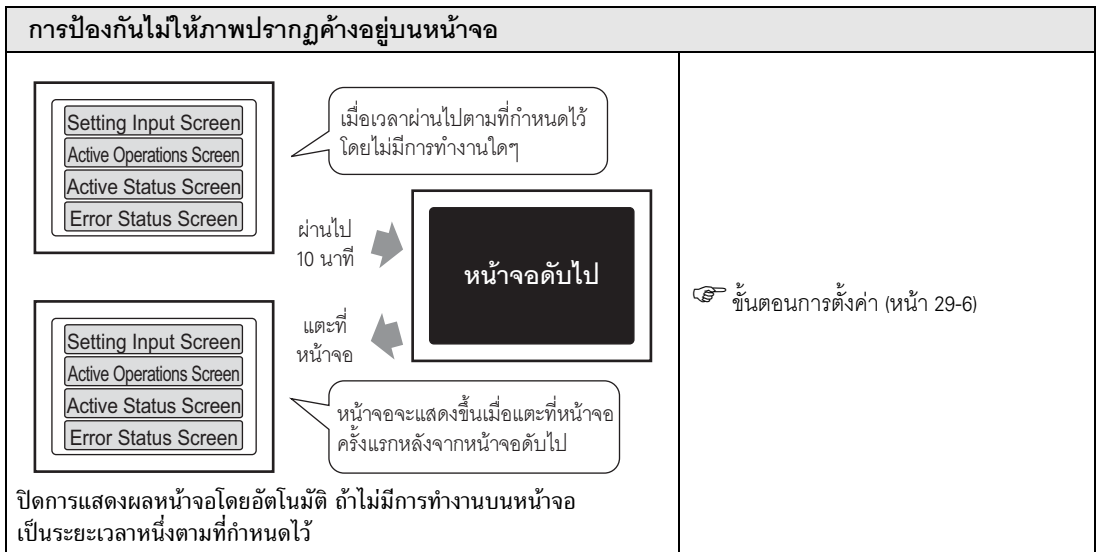 การป้องกันไม่ให้ภาพปรากฏค้างอยู่บนหน้าจอ
Setting Input Screen
Active Operations Screen
Active Status Screen
Error Status Screen
เมื่อเวลาผ่านไปตามที่กำหนดไว้
โดยไม่มีการทำงานใดๆ
ผ่านไป
10 นาที
หน้าจอดับไป
แตะที่
หน้าจอ
Setting Input Screen
Active Operations Screen
Active Status Screen
Error Status Screen
หน้าจอจะแสดงขึ้นเมื่อแตะที่หน้าจอ
ครั้งแรกหลังจากหน้าจอดับไป
ปิดการแสดงผลหน้าจอโดยอัตโนมัติ ถ้าไม่มีการทำงานบนหน้าจอ
เป็นระยะเวลาหนึ่งตามที่กำหนดไว้
ขั้นตอนการตั้งค่า (หน้า 29-6)